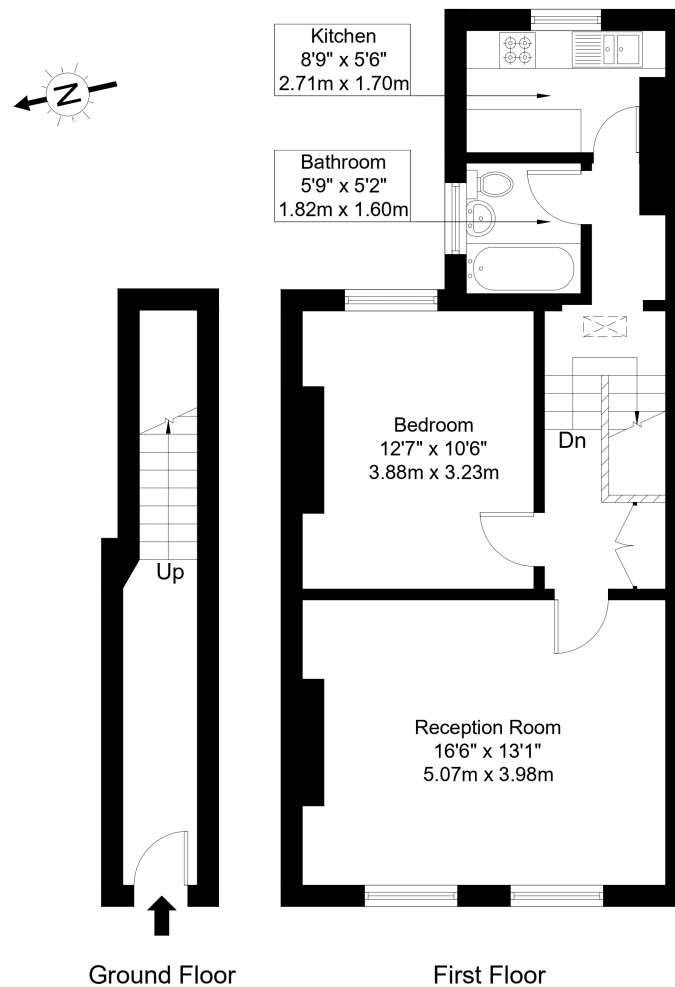 Kitchen
8'9" x 5'6"
2.71m x 1.70m
N
Bathroom
5'9" x 5'2"
1.82m x 1.60m
Bedroom
12'7" x 10'6"
3.88m x 3.23m
Dn
Up
Reception Room
16'6" x 13'1"
5.07m x 3.98m
Ground Floor
First Floor